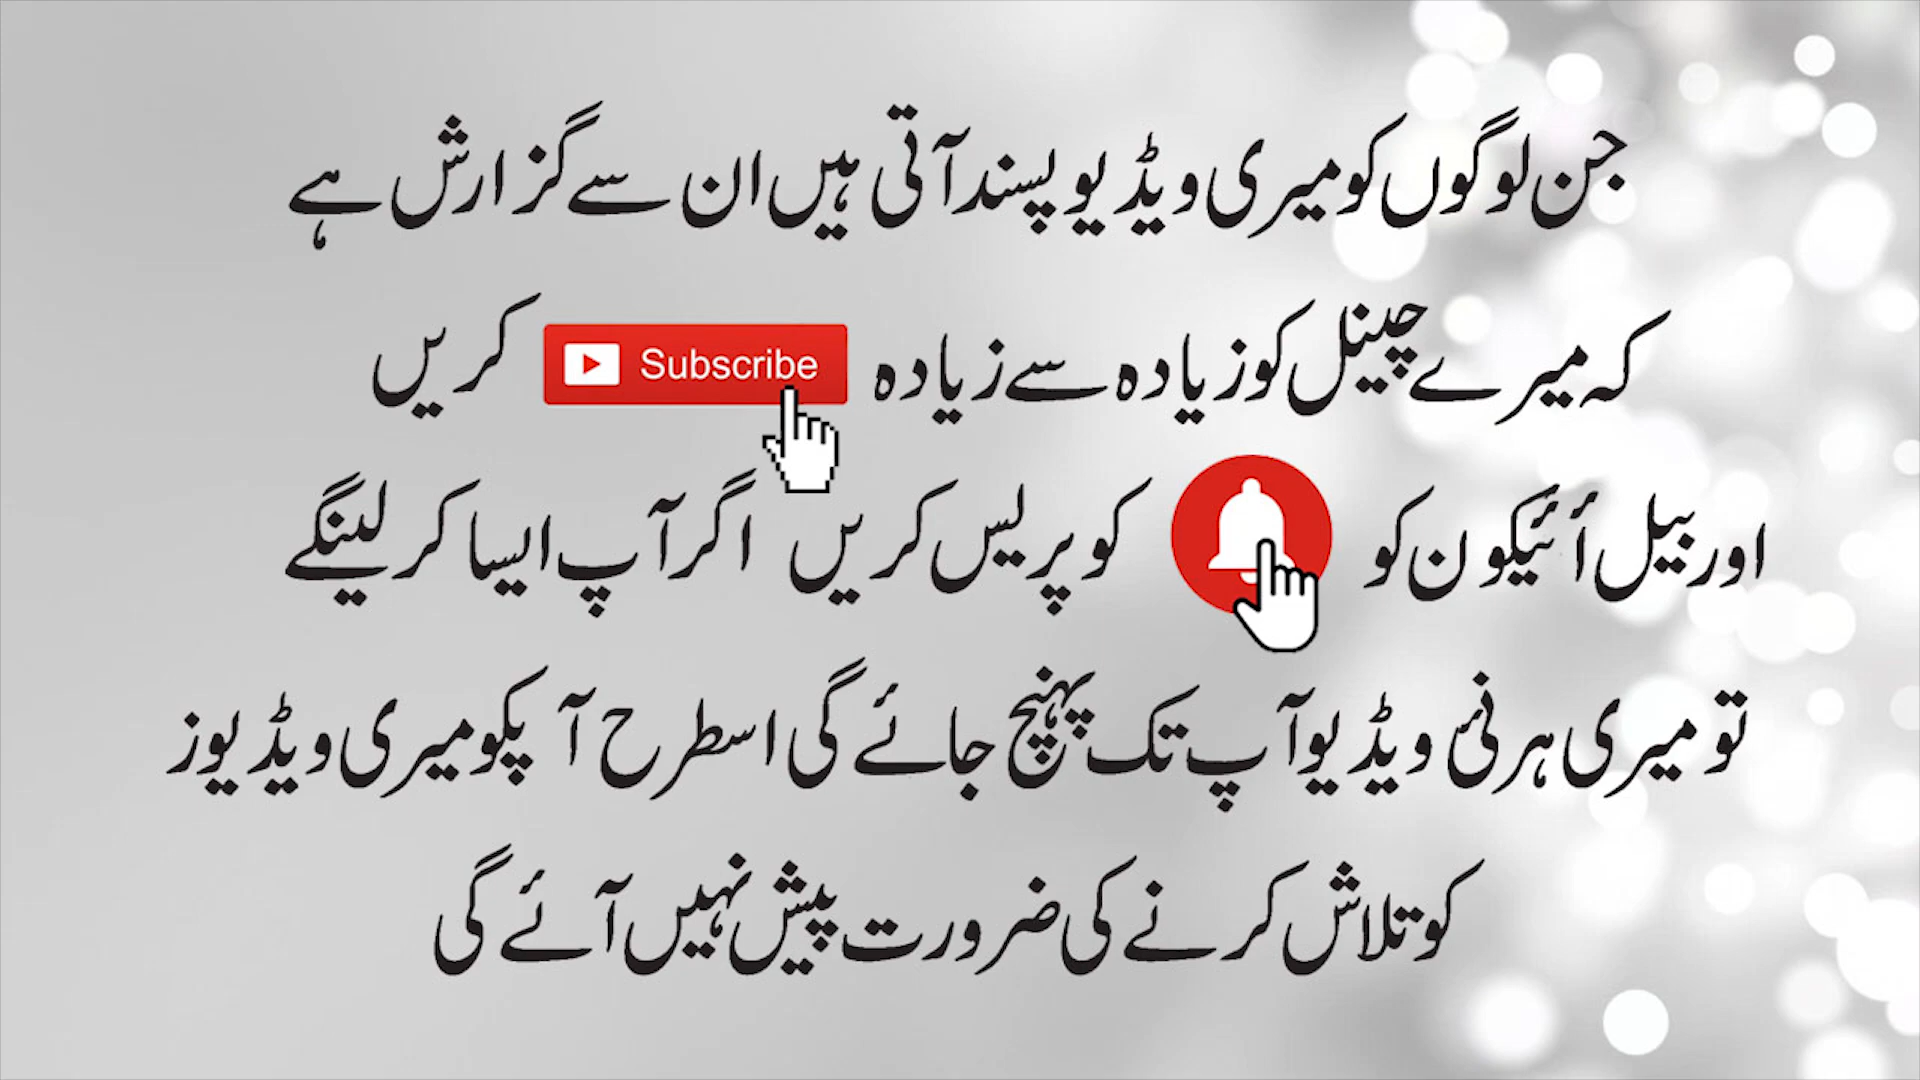 جن لوگوں کو میری ویڈیو پسند آتی ہیں ان سے گزارش ہے
کہ میرے چینل کو زیادہ سے زیادہ Subscribe کریں
اور بیل أئیکون کو کو پریس کریں اگر آپ ایسا کر لینگے
تو میری ہر نئی ویڈیو آپ تک پہنچ جائے گی اسطرح آپکو میری ویڈیوز
کو تلاش کرنے کی ضرورت پیش نہیں آئے گی